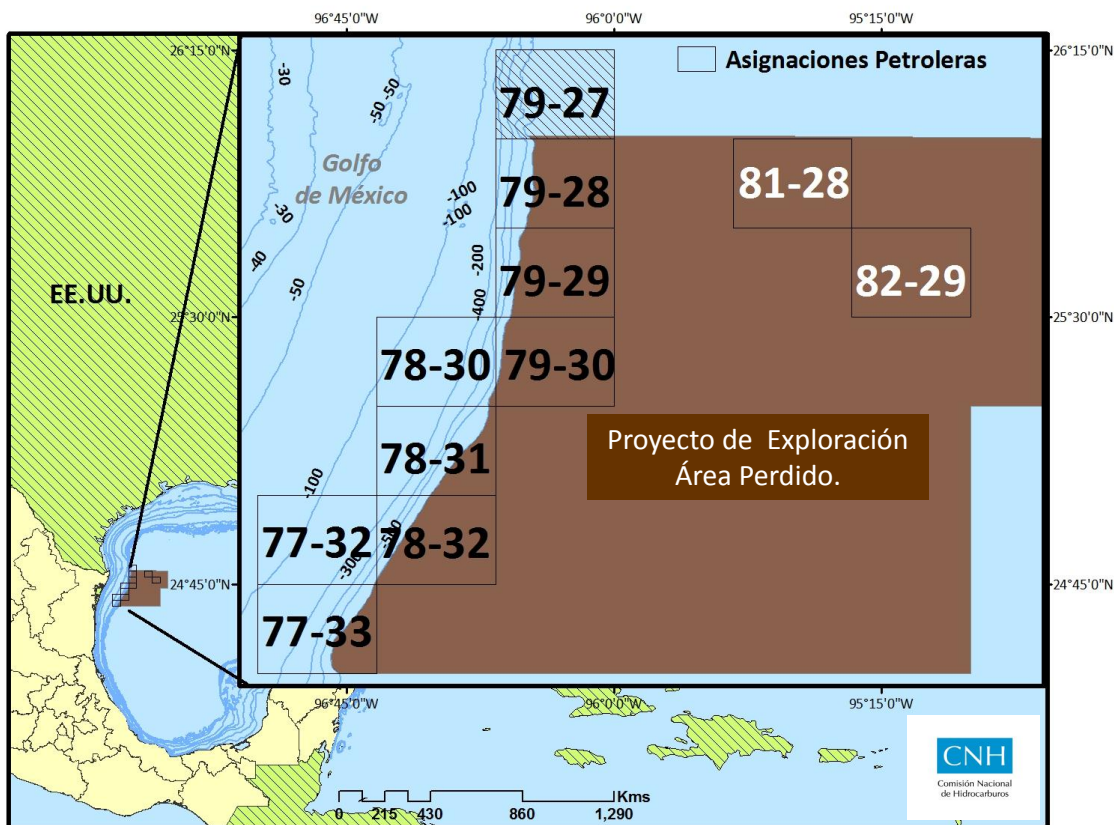 96°45'0"W 96°0'0"W 95°15'0"W
26°15'0"N 26°15'0"N
Asignaciones Petroleras
-30
-50
-50
79-27
Golfo
de México
-100
-100
79-28
81-28
-30
-40
-50
-200
-400
79-29
82-29
EE.UU.
25°30'0"N 25°30'0"N
78-30
79-30
Proyecto de Exploración
Área Perdido.
78-31
-100
77-32
-300
-500
78-32
24°45'0"N 24°45'0"N
77-33
96°45'0"W 96°0'0"W 95°15'0"W
CNH
Comisión Nacional
de Hidrocarburos
Kms
0 215 430 860 1,290